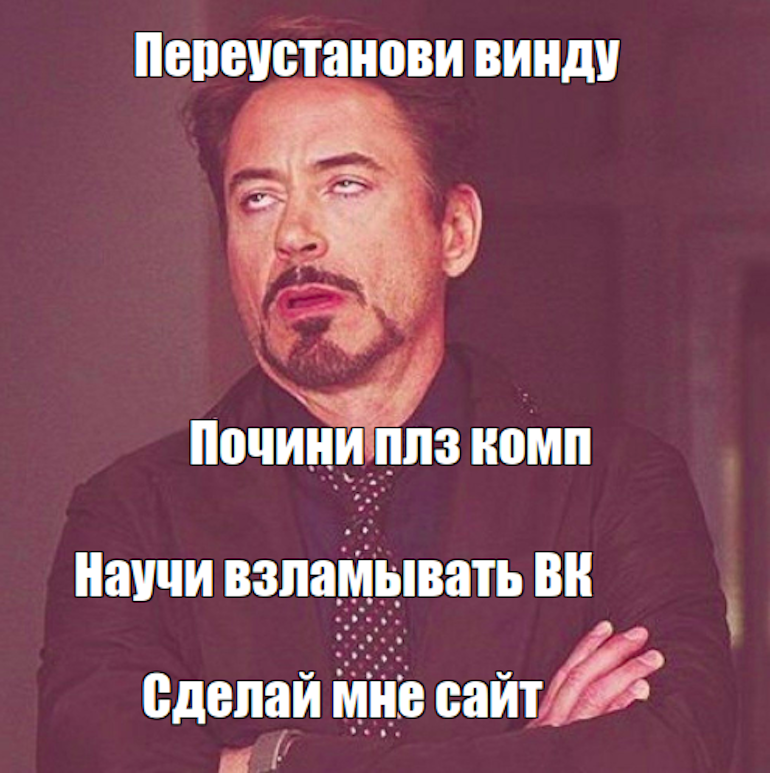 Переустанови винду
Почини плз комп
Научи взламывать ВК
Сделай мне сайт